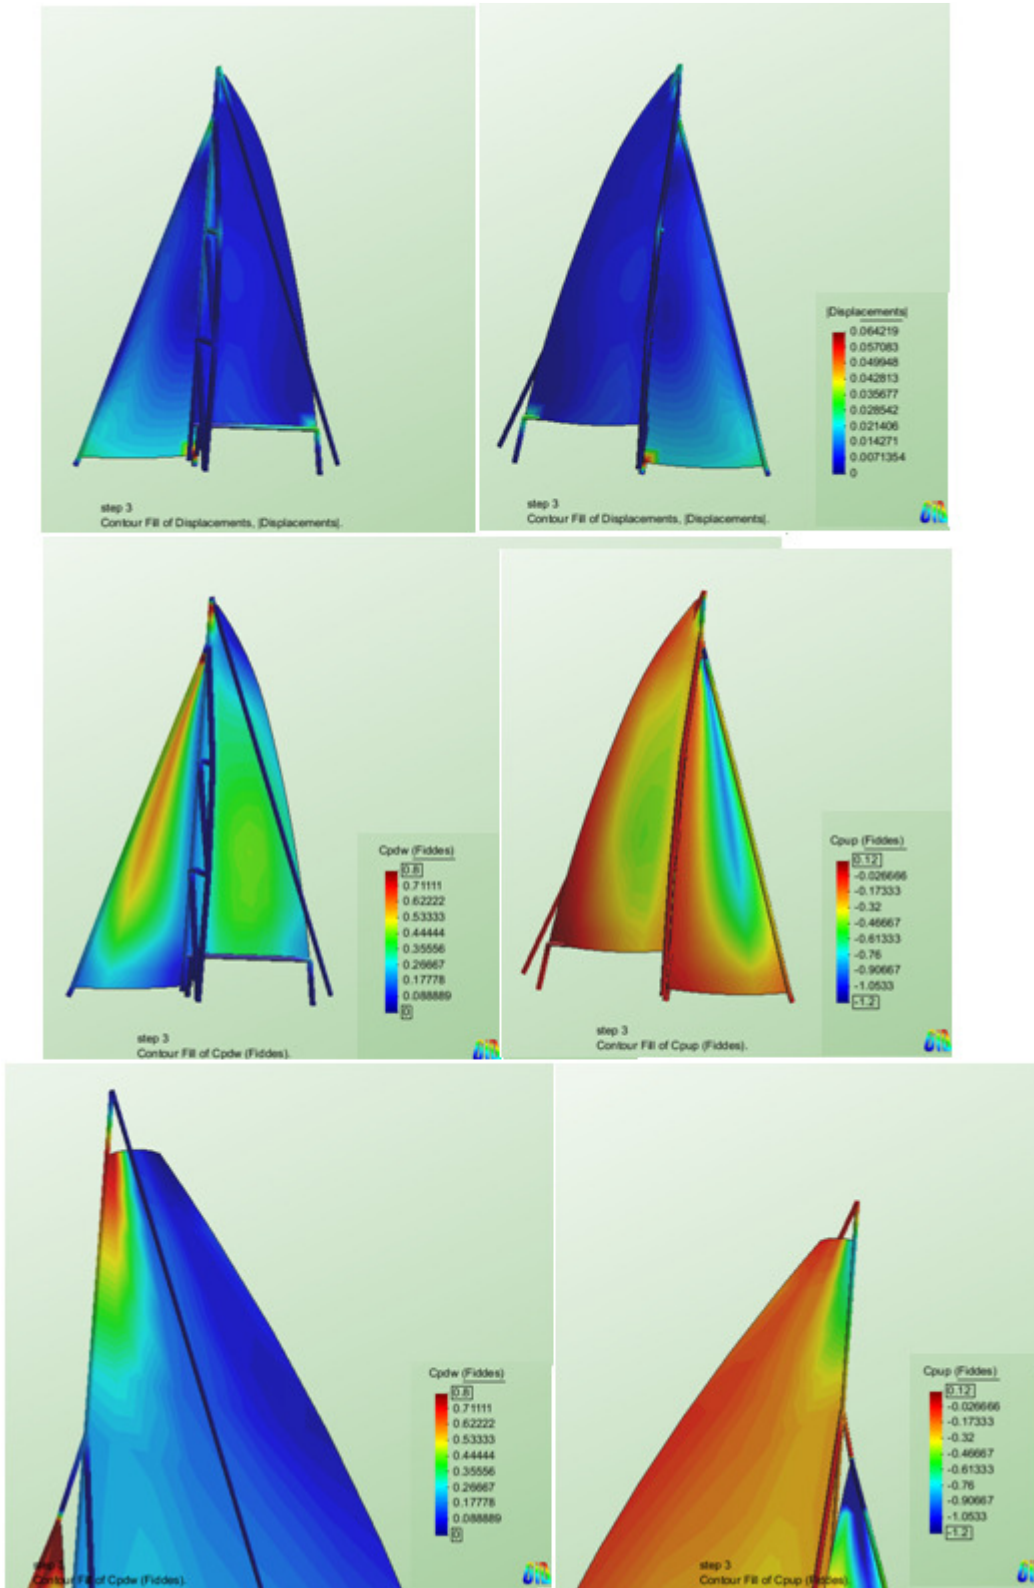 |Displacements|
0.064219
0.057083
0.049948
0.042813
0.035677
0.028542
0.021406
0.014271
0.0071354
0
step 3
Contour Fill of Displacements, |Displacements|.
step 3
Contour Fill of Displacements, |Displacements|.
Cpdw (Fiddes)
0.8
0.71111
0.62222
0.53333
0.44444
0.35556
0.26667
0.17778
0.088889
0
step 3
Contour Fill of Cpdw (Fiddes).
Cpup (Fiddes)
0.12
-0.026666
-0.17333
-0.32
-0.46667
-0.61333
-0.76
-0.90667
-1.0533
-1.2
step 3
Contour Fill of Cpup (Fiddes).
Cpdw (Fiddes)
0.8
0.71111
0.62222
0.53333
0.44444
0.35556
0.26667
0.17778
0.088889
0
step
Contour Fill of Cpdw (Fiddes).
Cpup (Fiddes)
0.12
-0.026666
-0.17333
-0.32
-0.46667
-0.61333
-0.76
-0.90667
-1.0533
-1.2
step 3
Contour Fill of Cpup (Fiddes).